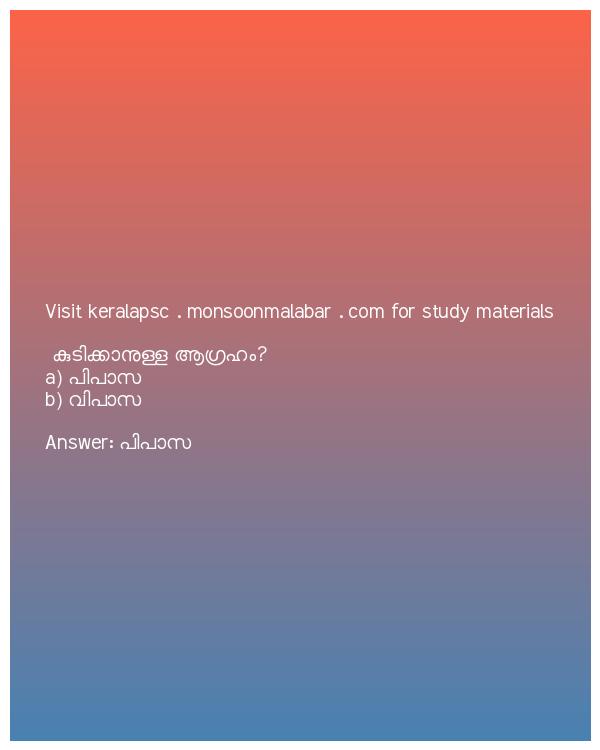 Visit keralapsc . monsoonmalabar . com for study materials
കുടിക്കാനുള്ള ആഗ്രഹം?
a) പിപാസ
b) വിപാസ
Answer: പിപാസ